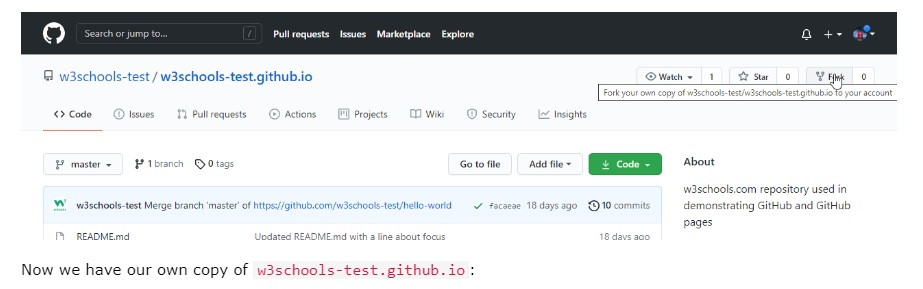 Search or jump to... /
Pull requests Issues Marketplace Explore
w3schools-test / w3schools-test.github.io
Watch 1 Star 0 Fork 0
Fork your own copy of w3schools-test/w3schools-test.github.io to your account
Code Issues Pull requests Actions Projects Wiki Security Insights
master 1 branch 0 tags Go to file Add file Code
About
w3schools-test Merge branch 'master' of https://github.com/w3schools-test/hello-world facaeae 18 days ago 10 commits
w3schools.com repository used in
demonstrating GitHub and GitHub
pages
README.md Updated README.md with a line about focus 18 days ago
Now we have our own copy of w3schools-test.github.io :